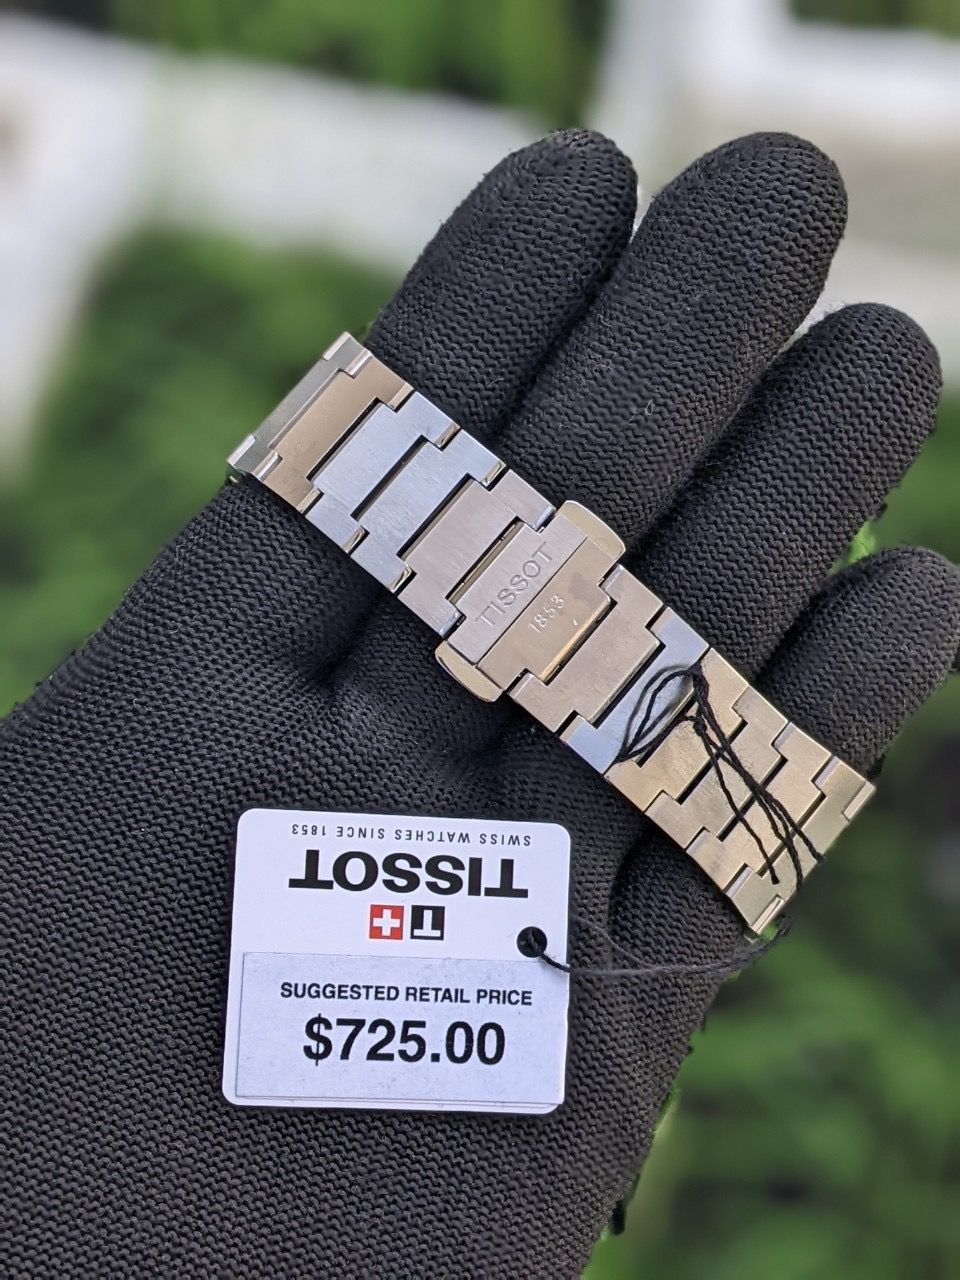 TISSOT
1853
SWISS WATCHES SINCE 1853
TISSOT
T
SUGGESTED RETAIL PRICE
$725.00